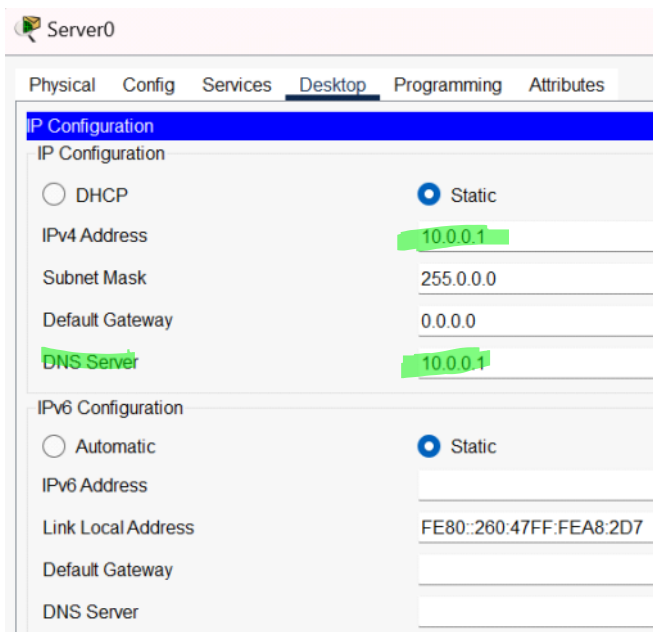 Server0
Physical Config Services Desktop Programming Attributes
IP Configuration
IP Configuration
DHCP Static
IPv4 Address 10.0.0.1
Subnet Mask 255.0.0.0
Default Gateway 0.0.0.0
DNS Server 10.0.0.1
IPv6 Configuration
Automatic Static
IPv6 Address
Link Local Address FE80::260:47FF:FEA8:2D7
Default Gateway
DNS Server